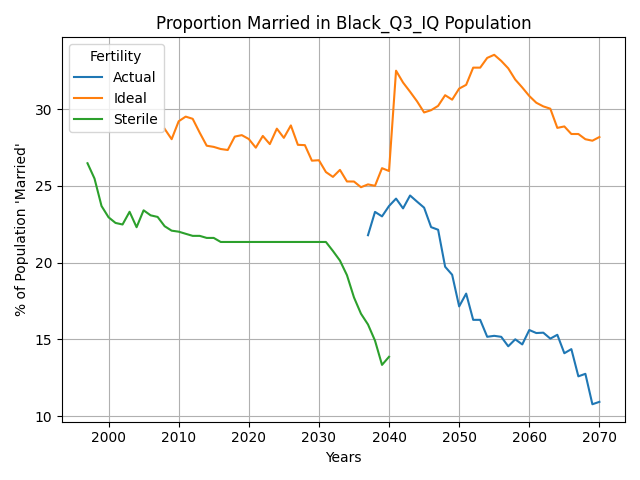 Proportion Married in Black_Q3_IQ Population
Fertility
Actual
Ideal
Sterile
% of Population 'Married'
30
25
20
15
10
2000 2010 2020 2030 2040 2050 2060 2070
Years